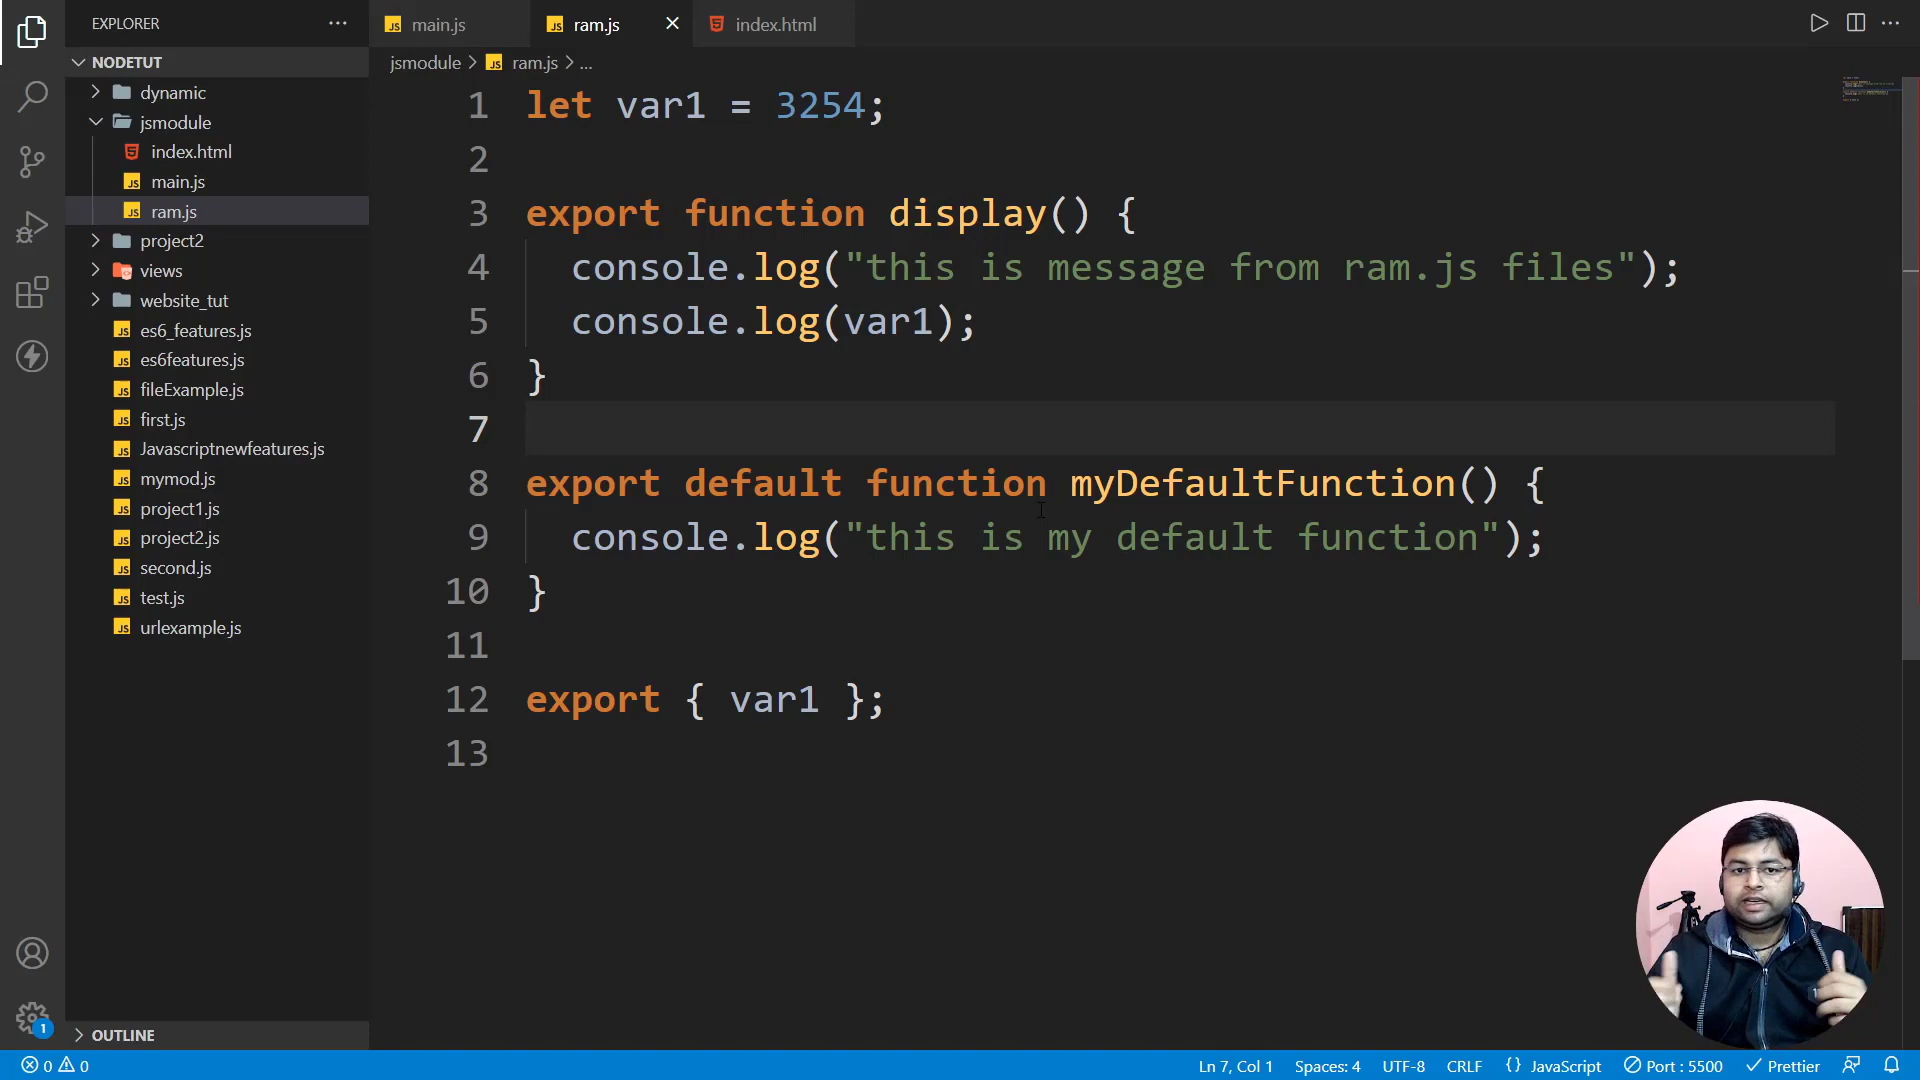 EXPLORER
NODETUT
dynamic
jsmodule
index.html
main.js
ram.js
project2
views
website_tut
es6_features.js
es6features.js
fileExample.js
first.js
Javascriptnewfeatures.js
mymod.js
project1.js
project2.js
second.js
test.js
urlexample.js
OUTLINE
main.js ram.js index.html
jsmodule > ram.js > ...
1 let var1 = 3254;
2
3 export function display() {
4 console.log("this is message from ram.js files");
5 console.log(var1);
6 }
7
8 export default function myDefaultFunction() {
9 console.log("this is my default function");
10 }
11
12 export { var1 };
13
1
0 0 Ln 7, Col 1 Spaces: 4 UTF-8 CRLF {} JavaScript Port : 5500 Prettier